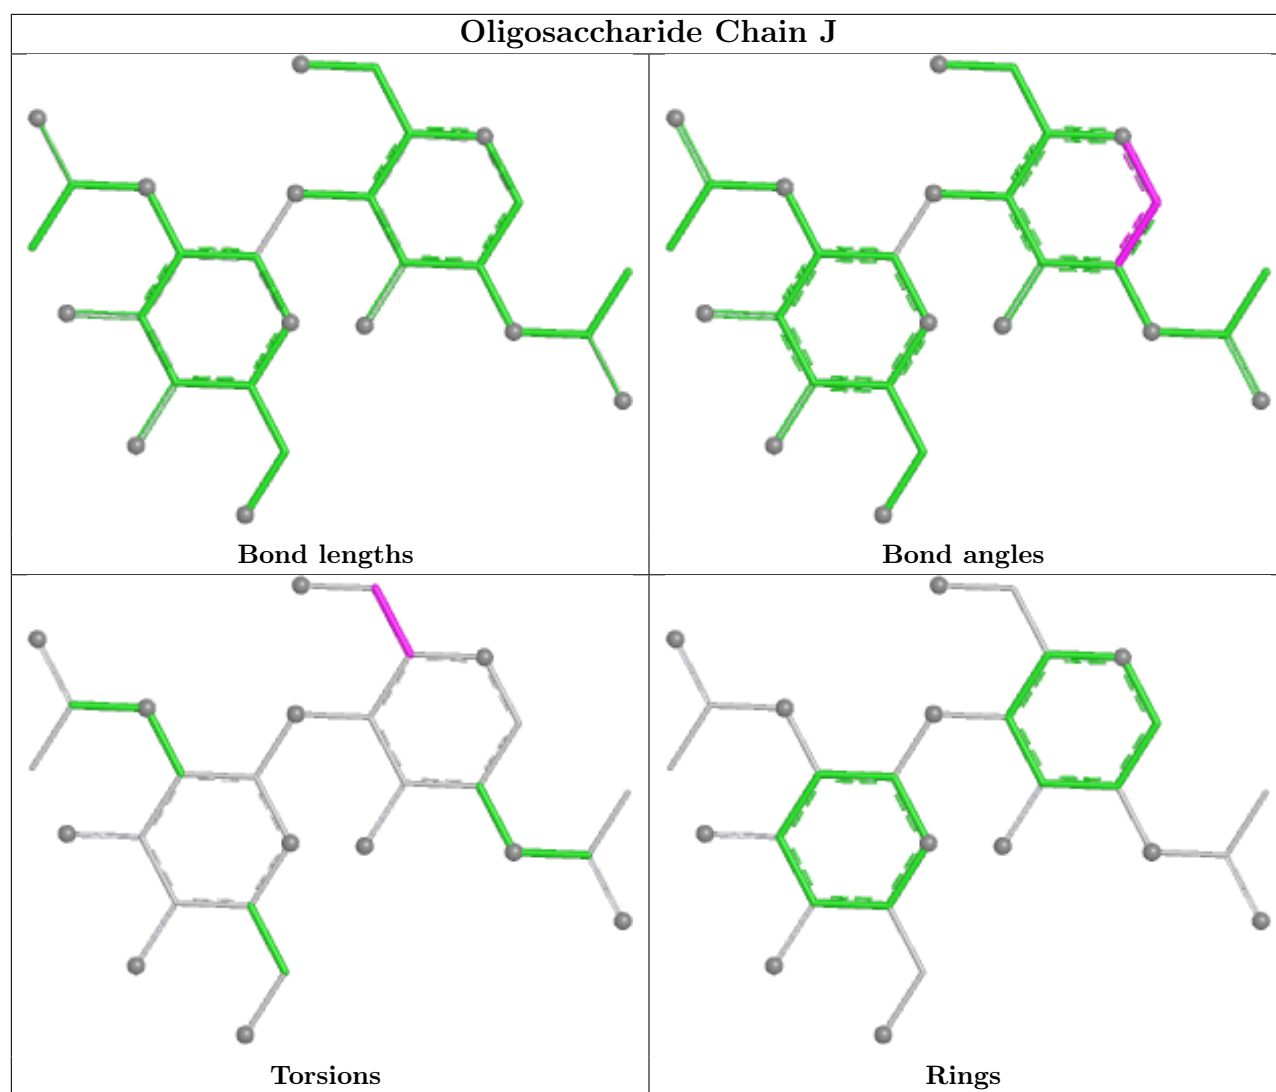 Oligosaccharide Chain J
Bond lengths
Bond angles
Torsions
Rings